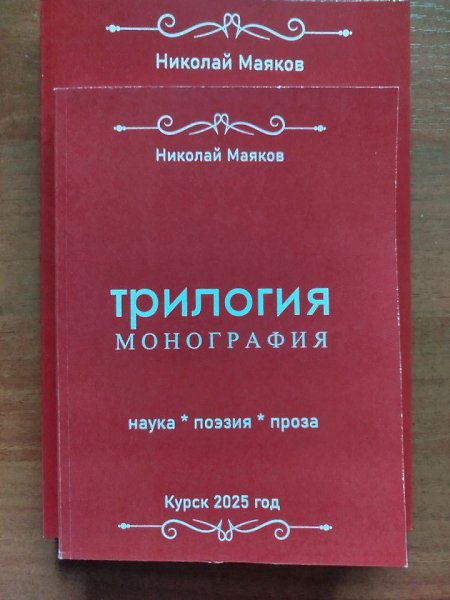 Николай Маяков
Николай Маяков
трилогия
МОНОГРАФИЯ
наука * поэзия * проза
Курск 2025 год